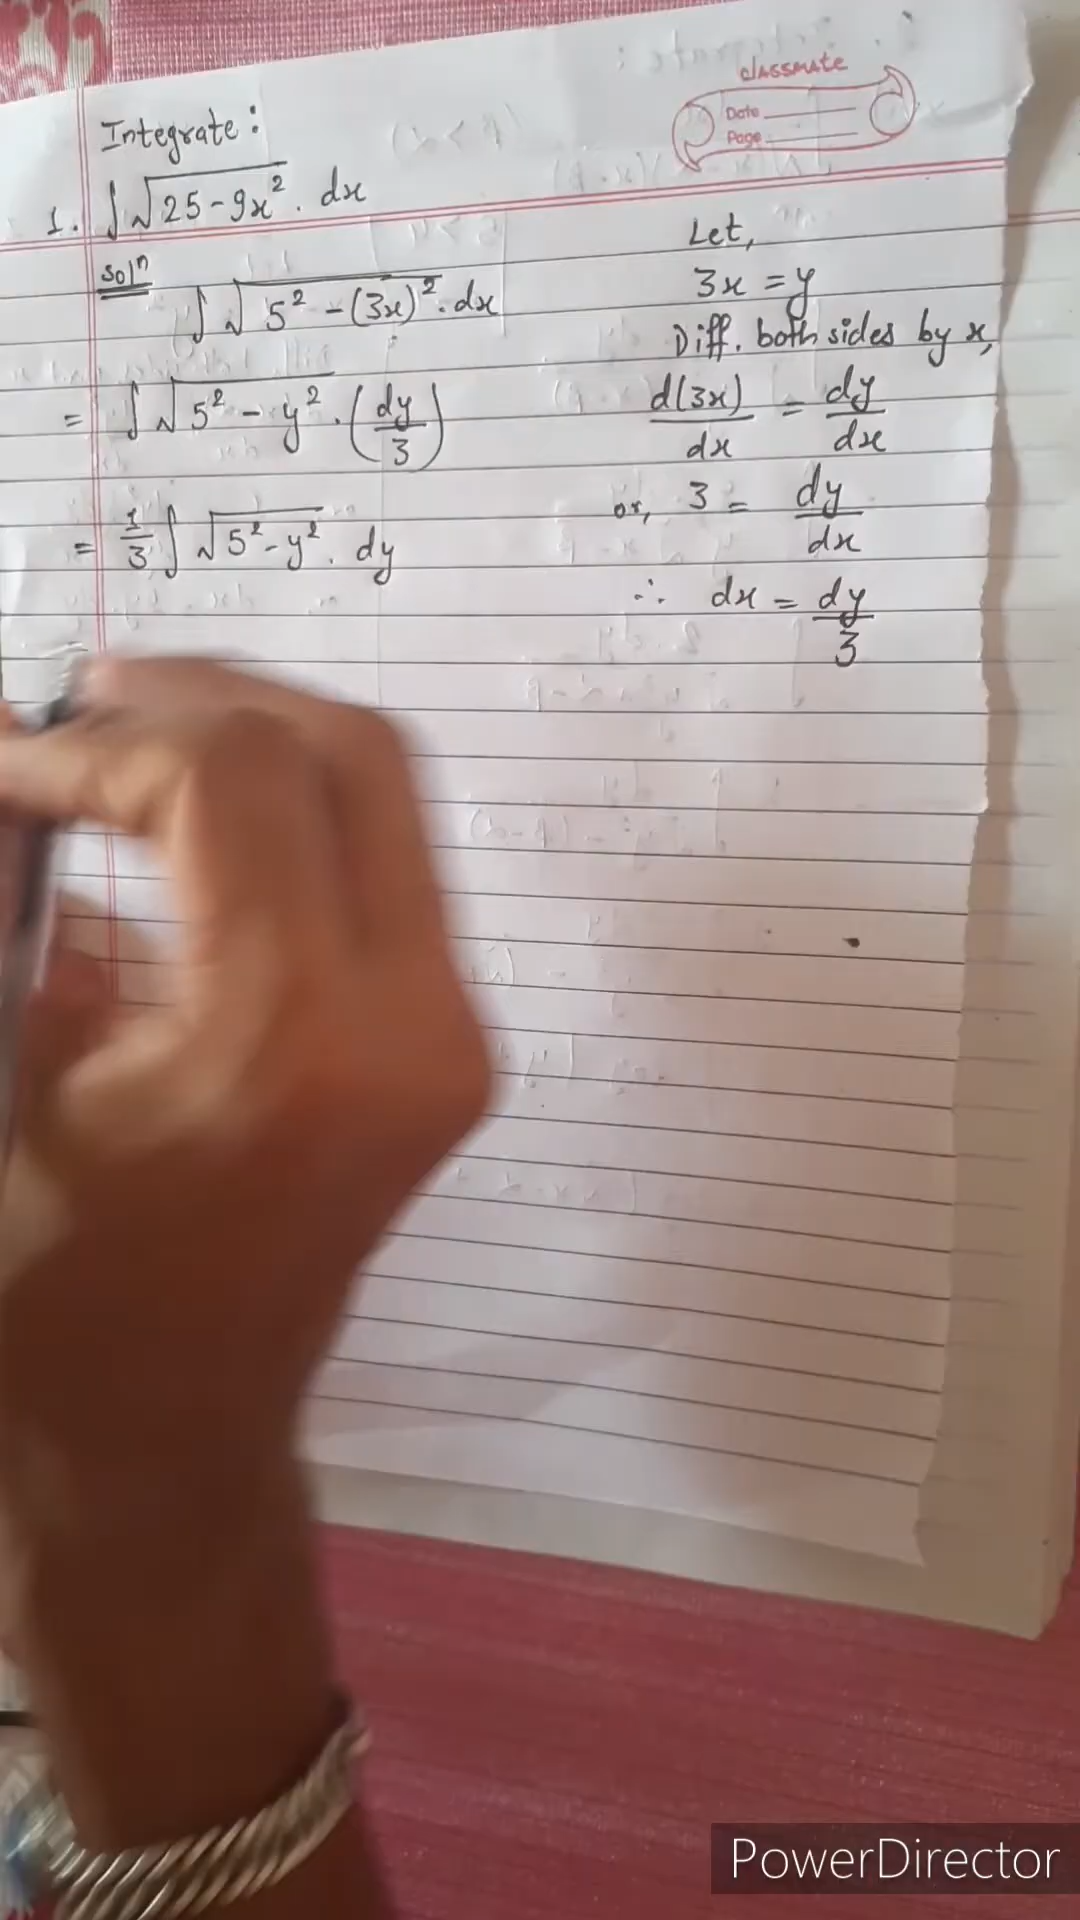 classmate
Date
Page
Integrate:
1. ∫√25-9x². dx
Solⁿ
∫√5² - (3x)². dx
= ∫√5² - y². (dy/3)
= 1/3 ∫√5² - y². dy
Let,
3x = y
Diff. both sides by x,
d(3x)/dx = dy/dx
or, 3 = dy/dx
∴ dx = dy/3
PowerDirector